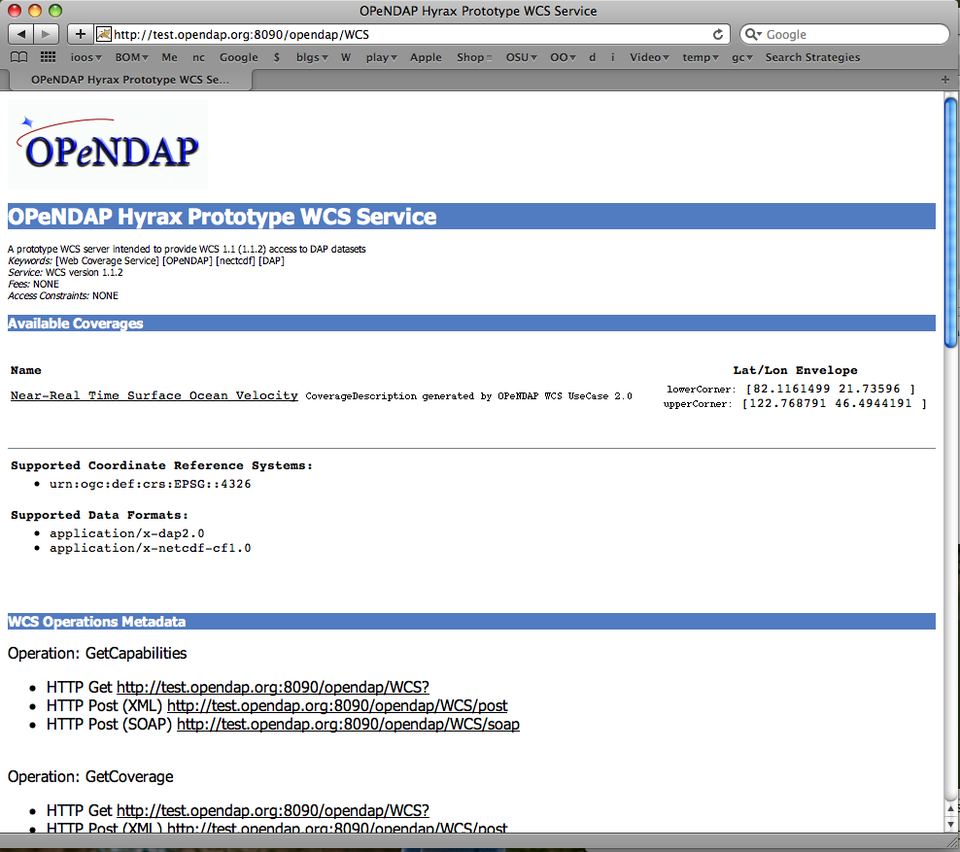 OPeNDAP Hyrax Prototype WCS Service
http://test.opendap.org:8090/opendap/WCS
Google
ioos BOM Me nc Google $ blgs W play Apple Shop OSU OO d i Video temp gc Search Strategies
OPeNDAP Hyrax Prototype WCS Se...
OPeNDAP
OPeNDAP Hyrax Prototype WCS Service
A prototype WCS server intended to provide WCS 1.1 (1.1.2) access to DAP datasets
Keywords: [Web Coverage Service] [OPeNDAP] [nectcdf] [DAP]
Service: WCS version 1.1.2
Fees: NONE
Access Constraints: NONE
Available Coverages
Name Lat/Lon Envelope
Near-Real Time Surface Ocean Velocity CoverageDescription generated by OPeNDAP WCS UseCase 2.0 lowerCorner: [82.1161499 21.73596 ]
upperCorner: [122.768791 46.4944191 ]
Supported Coordinate Reference Systems:
• urn:ogc:def:crs:EPSG::4326
Supported Data Formats:
• application/x-dap2.0
• application/x-netcdf-cf1.0
WCS Operations Metadata
Operation: GetCapabilities
• HTTP Get http://test.opendap.org:8090/opendap/WCS?
• HTTP Post (XML) http://test.opendap.org:8090/opendap/WCS/post
• HTTP Post (SOAP) http://test.opendap.org:8090/opendap/WCS/soap
Operation: GetCoverage
• HTTP Get http://test.opendap.org:8090/opendap/WCS?
• HTTP Post (XML) http://test.opendap.org:8090/opendap/WCS/post